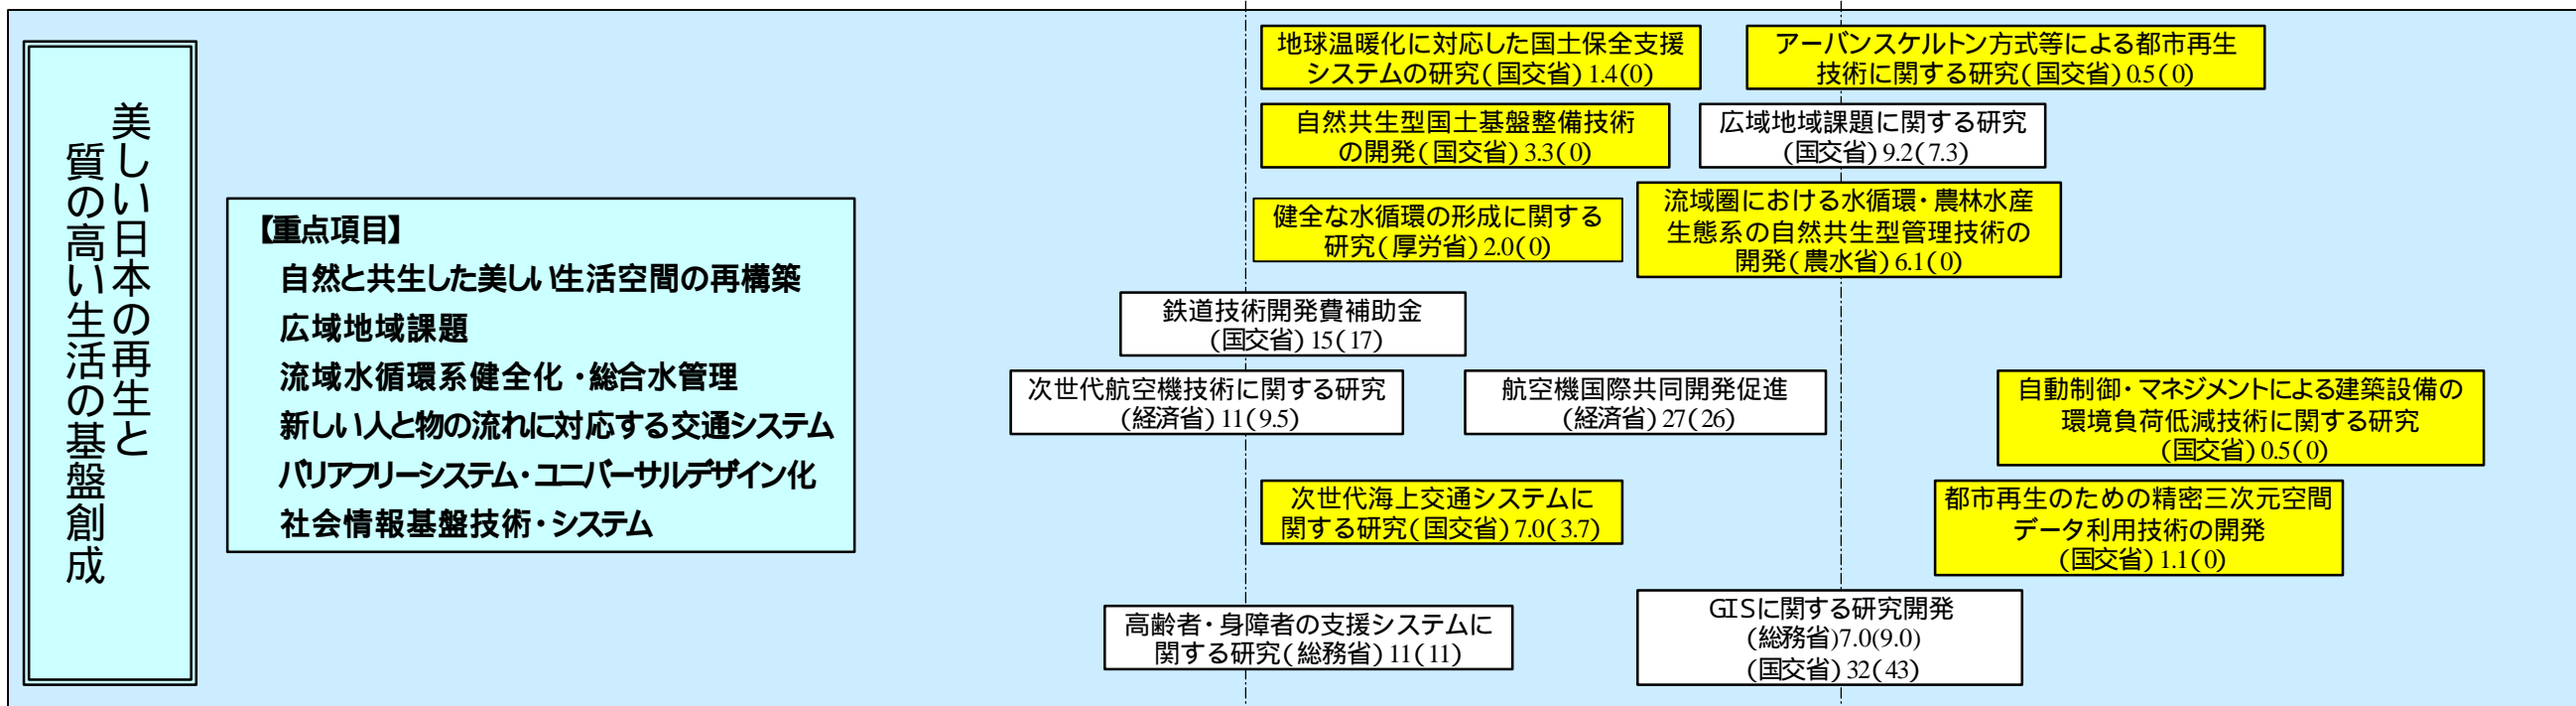 美しい日本の再生と
質の高い生活の基盤創成
【重点項目】
自然と共生した美しい生活空間の再構築
広域地域課題
流域水循環系健全化・総合水管理
新しい人と物の流れに対応する交通システム
バリアフリーシステム・ユニバーサルデザイン化
社会情報基盤技術・システム
地球温暖化に対応した国土保全支援
システムの研究(国交省)1.4(0)
アーバンスケルトン方式等による都市再生
技術に関する研究(国交省)0.5(0)
自然共生型国土基盤整備技術
の開発(国交省)3.3(0)
広域地域課題に関する研究
(国交省)9.2(7.3)
健全な水循環の形成に関する
研究(厚労省)2.0(0)
流域圏における水循環・農林水産
生態系の自然共生型管理技術の
開発(農水省)6.1(0)
鉄道技術開発費補助金
(国交省)15(17)
次世代航空機技術に関する研究
(経済省)11(9.5)
航空機国際共同開発促進
(経済省)27(26)
自動制御・マネジメントによる建築設備の
環境負荷低減技術に関する研究
(国交省)0.5(0)
次世代海上交通システムに
関する研究(国交省)7.0(3.7)
都市再生のための精密三次元空間
データ利用技術の開発
(国交省)1.1(0)
高齢者・身障者の支援システムに
関する研究(総務省)11(11)
GISに関する研究開発
(総務省)7.0(9.0)
(国交省)32(43)